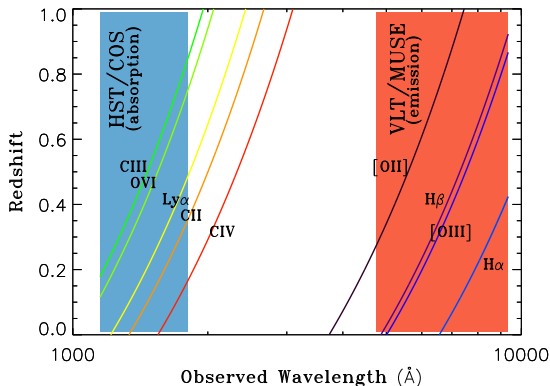 1.0
0.8
0.6
0.4
0.2
0.0
Redshift
HST/COS
(absorption)
VLT/MUSE
(emission)
CIII
OVI
Lyα
CII
CIV
[OII]
Hβ
[OIII]
Hα
1000
10000
Observed Wavelength (Å)